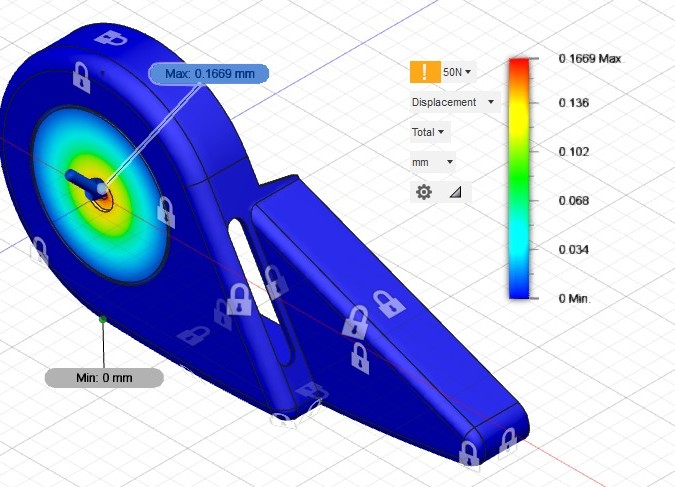 Max: 0.1669 mm
Min: 0 mm
! 50N
Displacement
Total
mm
0.1669 Max.
0.136
0.102
0.068
0.034
0 Min.